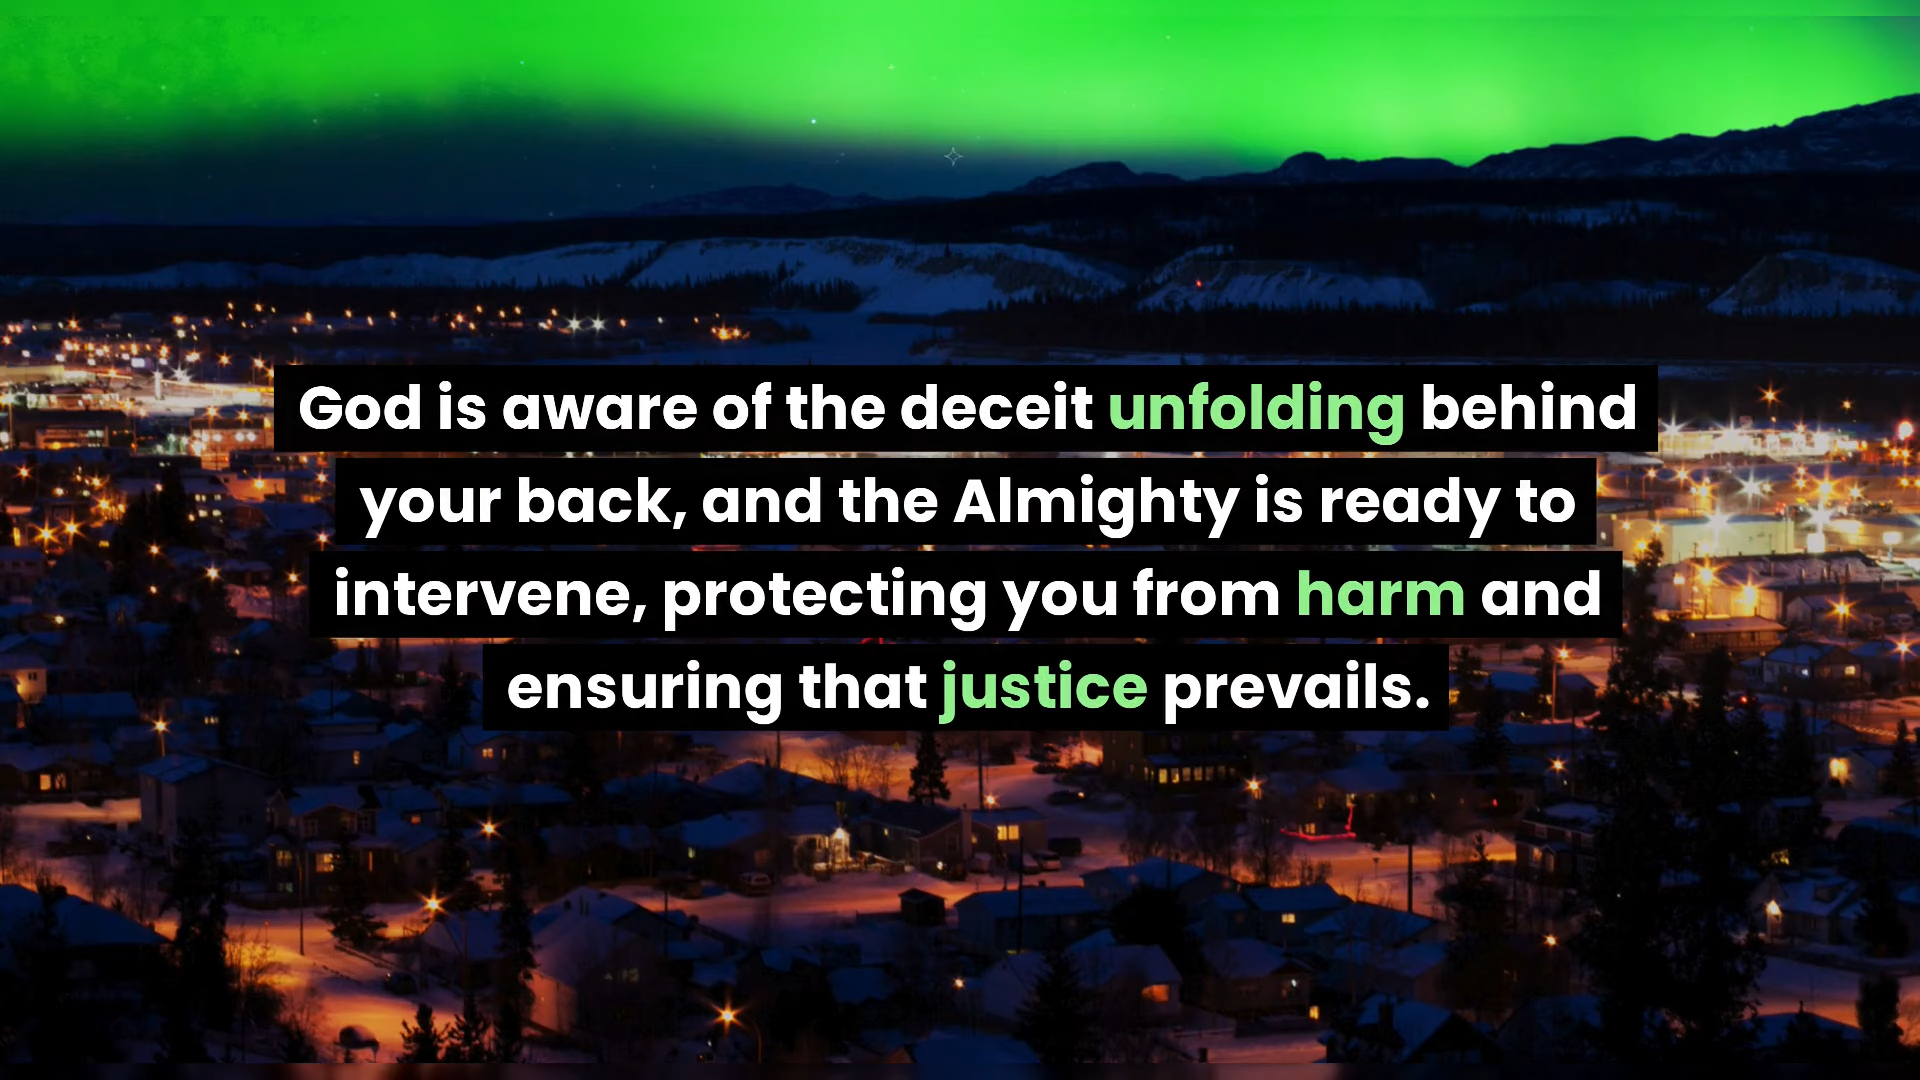 God is aware of the deceit unfolding behind
your back, and the Almighty is ready to
intervene, protecting you from harm and
ensuring that justice prevails.